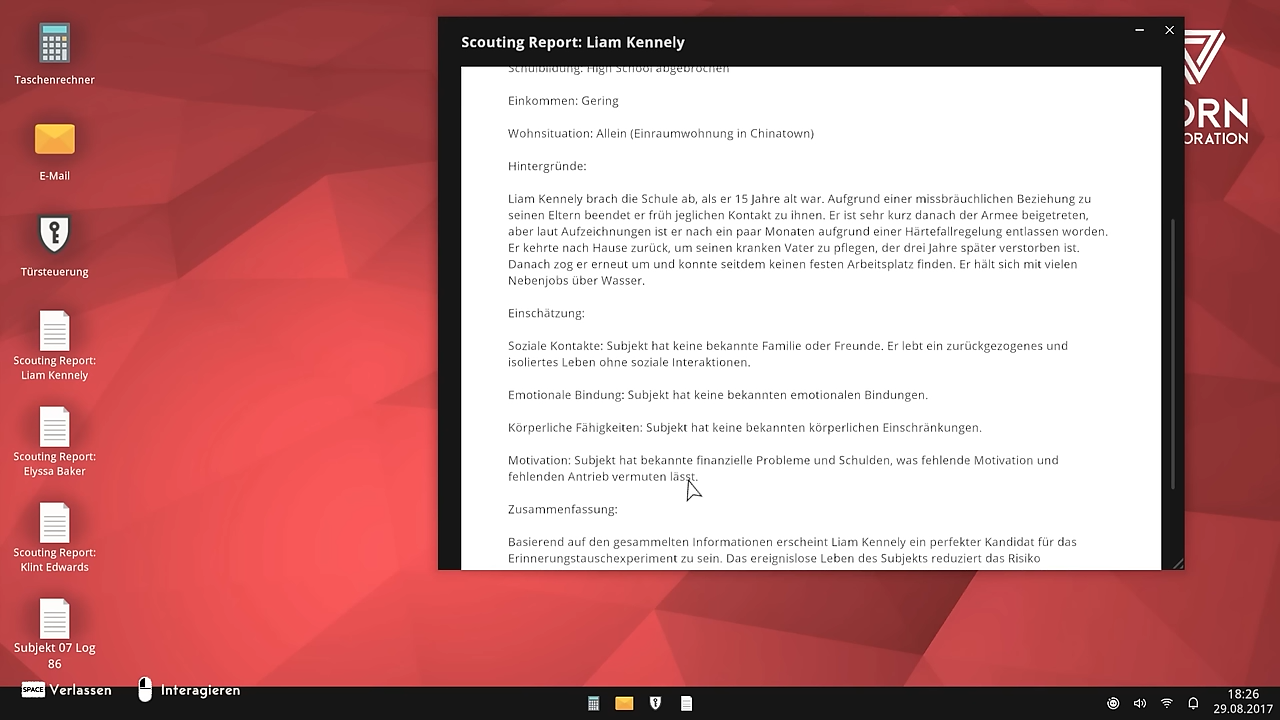 Taschenrechner
E-Mail
Türsteuerung
Scouting Report:
Liam Kennely
Scouting Report:
Elyssa Baker
Scouting Report:
Klint Edwards
Subjekt 07 Log
86
Scouting Report: Liam Kennely
Schulbildung: High School abgebrochen
Einkommen: Gering
Wohnsituation: Allein (Einraumwohnung in Chinatown)
Hintergründe:
Liam Kennely brach die Schule ab, als er 15 Jahre alt war. Aufgrund einer missbräuchlichen Beziehung zu
seinen Eltern beendet er früh jeglichen Kontakt zu ihnen. Er ist sehr kurz danach der Armee beigetreten,
aber laut Aufzeichnungen ist er nach ein paar Monaten aufgrund einer Härtefallregelung entlassen worden.
Er kehrte nach Hause zurück, um seinen kranken Vater zu pflegen, der drei Jahre später verstorben ist.
Danach zog er erneut um und konnte seitdem keinen festen Arbeitsplatz finden. Er hält sich mit vielen
Nebenjobs über Wasser.
Einschätzung:
Soziale Kontakte: Subjekt hat keine bekannte Familie oder Freunde. Er lebt ein zurückgezogenes und
isoliertes Leben ohne soziale Interaktionen.
Emotionale Bindung: Subjekt hat keine bekannten emotionalen Bindungen.
Körperliche Fähigkeiten: Subjekt hat keine bekannten körperlichen Einschränkungen.
Motivation: Subjekt hat bekannte finanzielle Probleme und Schulden, was fehlende Motivation und
fehlenden Antrieb vermuten lässt.
Zusammenfassung:
Basierend auf den gesammelten Informationen erscheint Liam Kennely ein perfekter Kandidat für das
Erinnerungstauschexperiment zu sein. Das ereignislose Leben des Subjekts reduziert das Risiko
ORN
ORATION
SPACE Verlassen
Interagieren
18:26
29.08.2017